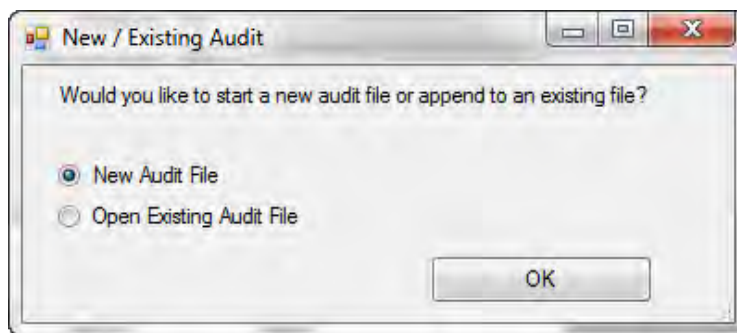 New / Existing Audit
Would you like to start a new audit file or append to an existing file?
New Audit File
Open Existing Audit File
OK